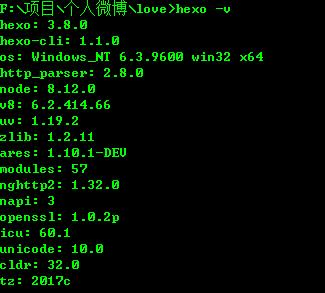 F:\项目\个人微博\love>hexo -v
hexo: 3.8.0
hexo-cli: 1.1.0
os: Windows_NT 6.3.9600 win32 x64
http_parser: 2.8.0
node: 8.12.0
v8: 6.2.414.66
uv: 1.19.2
zlib: 1.2.11
ares: 1.10.1-DEV
modules: 57
nghttp2: 1.32.0
napi: 3
openssl: 1.0.2p
icu: 60.1
unicode: 10.0
cldr: 32.0
tz: 2017c